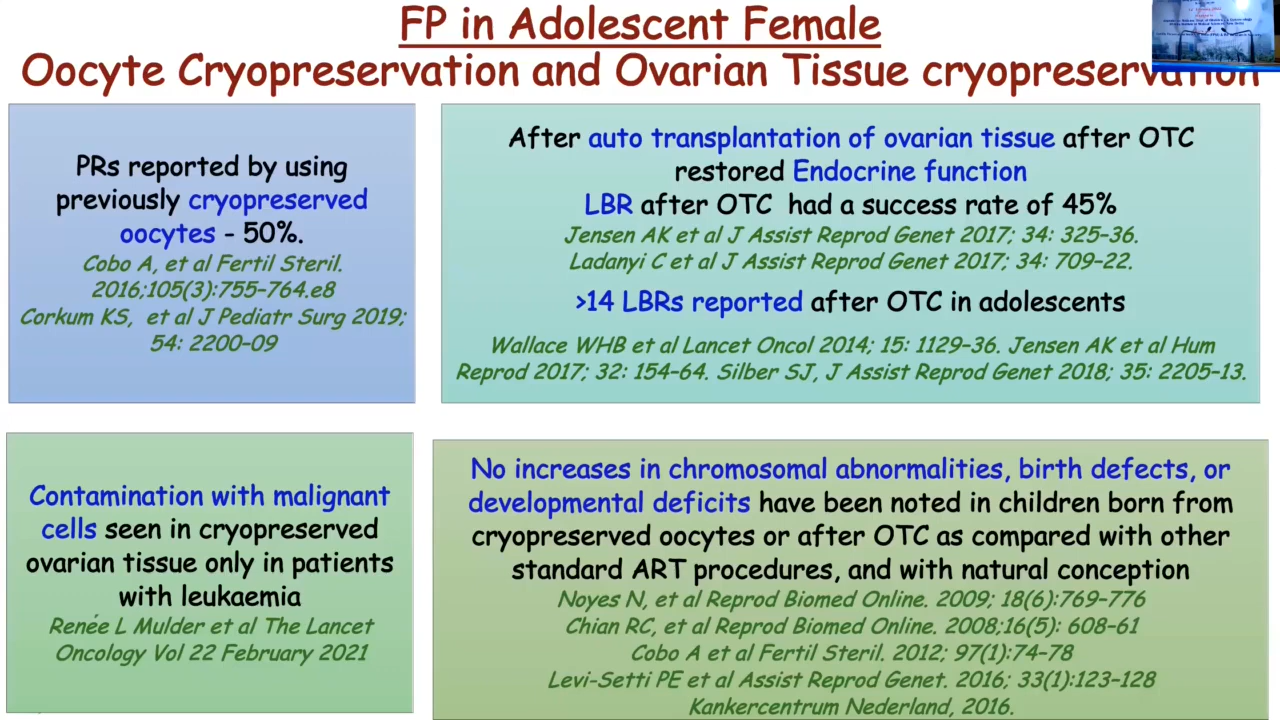 FP in Adolescent Female
Oocyte Cryopreservation and Ovarian Tissue cryopreservation
PRs reported by using
previously cryopreserved
oocytes - 50%.
Cobo A, et al Fertil Steril.
2016;105(3):755–764.e8
Corkum KS, et al J Pediatr Surg 2019;
54: 2200–09
After auto transplantation of ovarian tissue after OTC
restored Endocrine function
LBR after OTC had a success rate of 45%
Jensen AK et al J Assist Reprod Genet 2017; 34: 325–36.
Ladanyi C et al J Assist Reprod Genet 2017; 34: 709–22.
>14 LBRs reported after OTC in adolescents
Wallace WHB et al Lancet Oncol 2014; 15: 1129–36. Jensen AK et al Hum
Reprod 2017; 32: 154–64. Silber SJ, J Assist Reprod Genet 2018; 35: 2205–13.
Contamination with malignant
cells seen in cryopreserved
ovarian tissue only in patients
with leukaemia
Renée L Mulder et al The Lancet
Oncology Vol 22 February 2021
No increases in chromosomal abnormalities, birth defects, or
developmental deficits have been noted in children born from
cryopreserved oocytes or after OTC as compared with other
standard ART procedures, and with natural conception
Noyes N, et al Reprod Biomed Online. 2009; 18(6):769–776
Chian RC, et al Reprod Biomed Online. 2008;16(5): 608–61
Cobo A et al Fertil Steril. 2012; 97(1):74–78
Levi-Setti PE et al Assist Reprod Genet. 2016; 33(1):123–128
Kankercentrum Nederland, 2016.